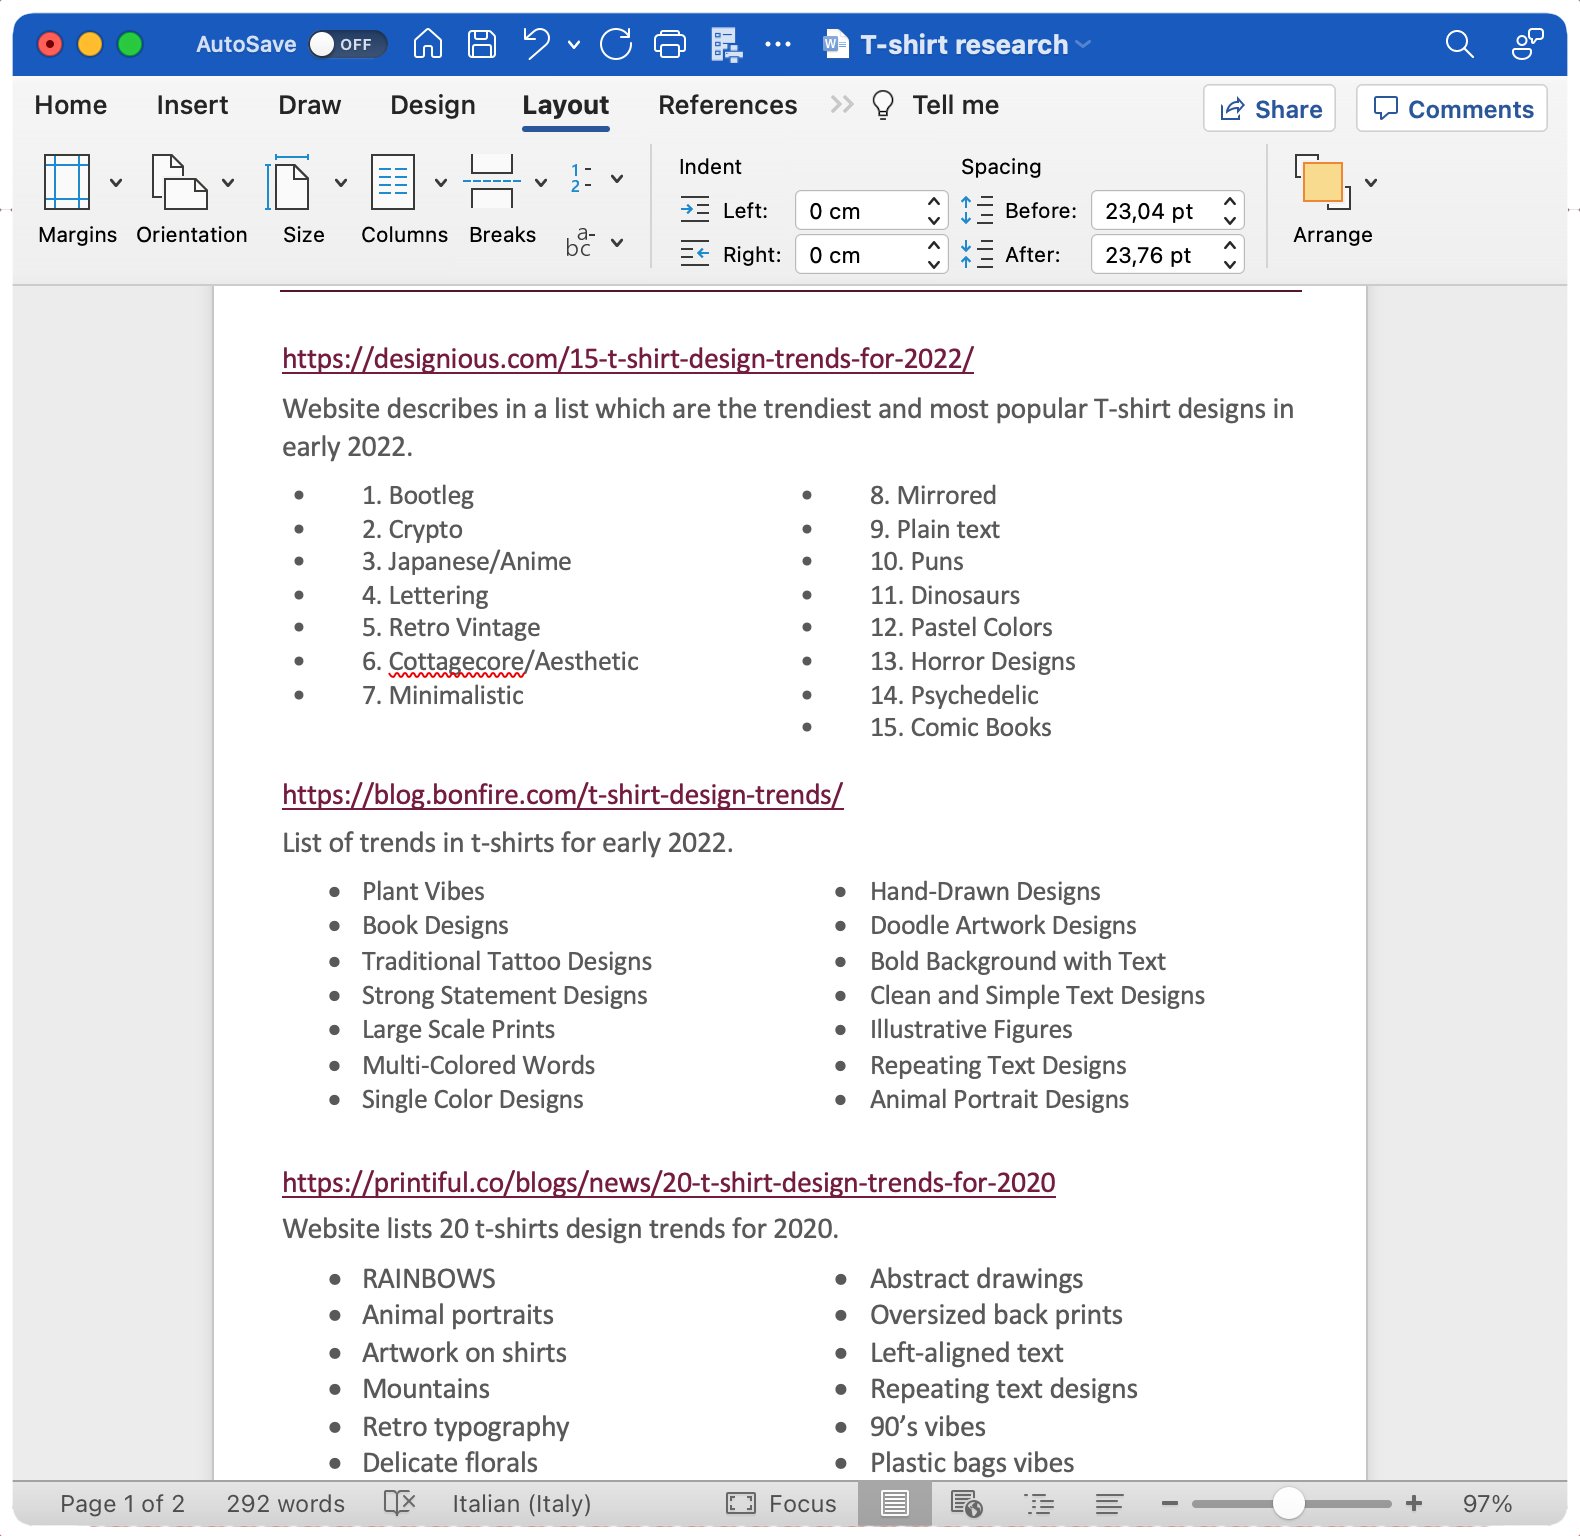 AutoSave OFF T-shirt research
Home Insert Draw Design Layout References Tell me Share Comments
Margins Orientation Size Columns Breaks
Indent Spacing
Left: 0 cm Before: 23,04 pt
Right: 0 cm After: 23,76 pt
Arrange
https://designious.com/15-t-shirt-design-trends-for-2022/
Website describes in a list which are the trendiest and most popular T-shirt designs in
early 2022.
• 1. Bootleg
• 2. Crypto
• 3. Japanese/Anime
• 4. Lettering
• 5. Retro Vintage
• 6. Cottagecore/Aesthetic
• 7. Minimalistic
• 8. Mirrored
• 9. Plain text
• 10. Puns
• 11. Dinosaurs
• 12. Pastel Colors
• 13. Horror Designs
• 14. Psychedelic
• 15. Comic Books
https://blog.bonfire.com/t-shirt-design-trends/
List of trends in t-shirts for early 2022.
• Plant Vibes
• Book Designs
• Traditional Tattoo Designs
• Strong Statement Designs
• Large Scale Prints
• Multi-Colored Words
• Single Color Designs
• Hand-Drawn Designs
• Doodle Artwork Designs
• Bold Background with Text
• Clean and Simple Text Designs
• Illustrative Figures
• Repeating Text Designs
• Animal Portrait Designs
https://printiful.co/blogs/news/20-t-shirt-design-trends-for-2020
Website lists 20 t-shirts design trends for 2020.
• RAINBOWS
• Animal portraits
• Artwork on shirts
• Mountains
• Retro typography
• Delicate florals
• Abstract drawings
• Oversized back prints
• Left-aligned text
• Repeating text designs
• 90’s vibes
• Plastic bags vibes
Page 1 of 2 292 words Italian (Italy) Focus 97%